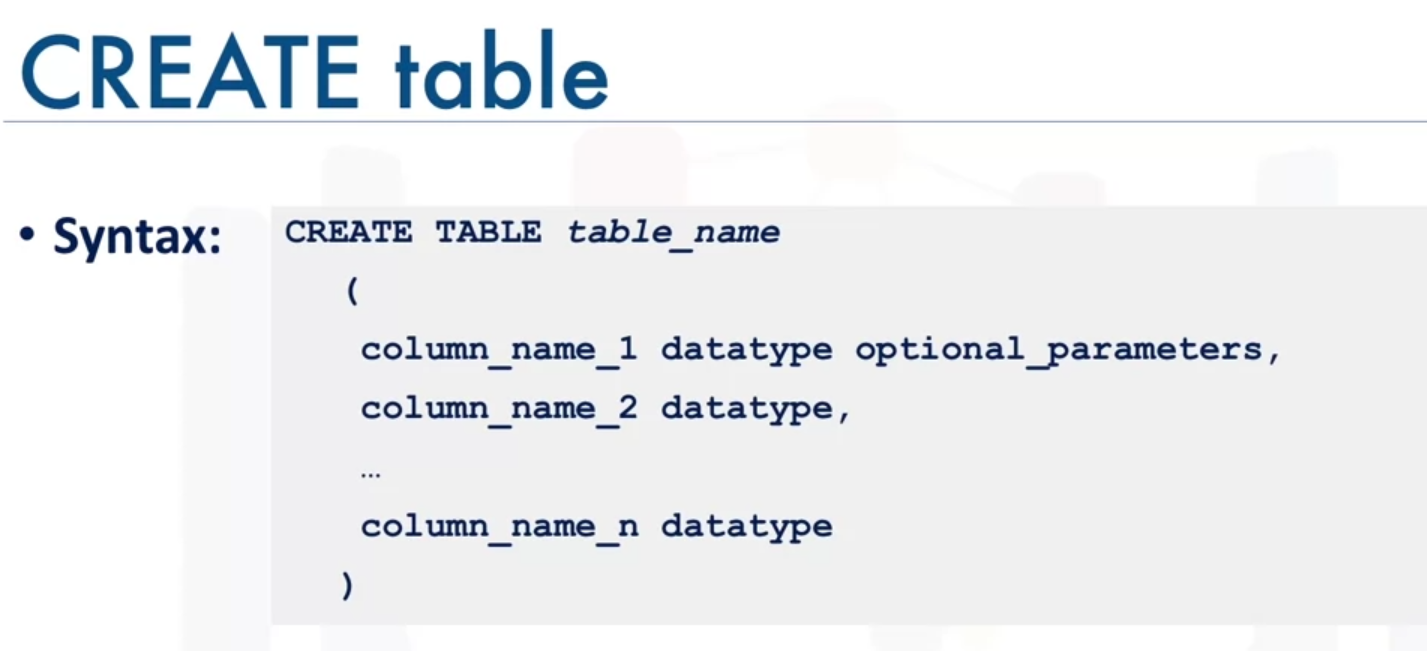 CREATE table
• Syntax:
CREATE TABLE table_name
(
column_name_1 datatype optional_parameters,
column_name_2 datatype,
…
column_name_n datatype
)